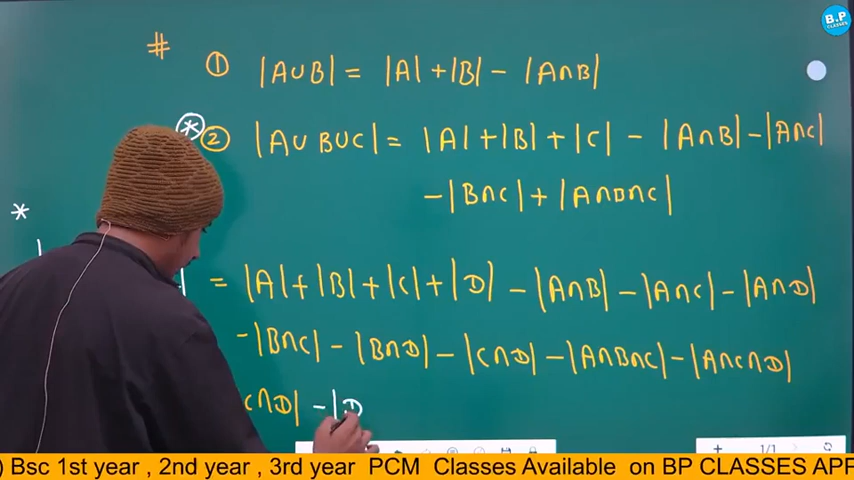 B.P
CLASSES
# ① |A∪B| = |A| + |B| - |A∩B|
* ② |A∪B∪C| = |A| + |B| + |C| - |A∩B| - |A∩C|
- |B∩C| + |A∩B∩C|
*
= |A| + |B| + |C| + |D| - |A∩B| - |A∩C| - |A∩D|
- |B∩C| - |B∩D| - |C∩D| - |A∩B∩C| - |A∩C∩D|
C∩D| - |D
1/1
) Bsc 1st year , 2nd year , 3rd year PCM Classes Available on BP CLASSES APP